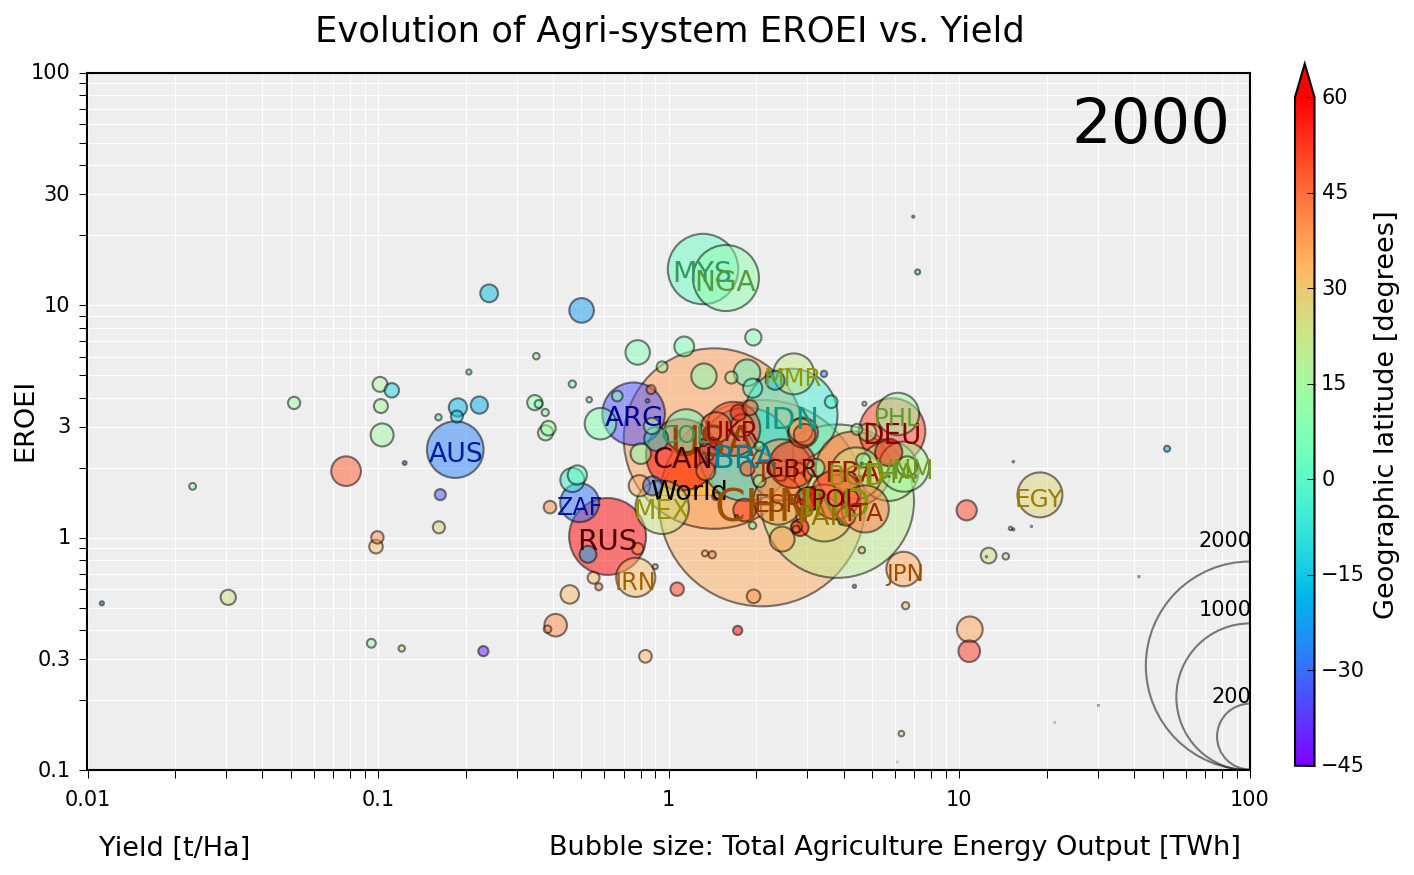 Evolution of Agri-system EROEI vs. Yield
2000
100
30
10
3
1
0.3
0.1
EROEI
0.01
0.1
1
10
100
Yield [t/Ha]
Bubble size: Total Agriculture Energy Output [TWh]
MYS
NGA
MMR
ARG
IDN
PHL
UKR
DEU
AUS
CAN
BRA
GBR
FRA
World
CHN
POL
ZAF
MEX
EGY
RUS
IRN
JPN
2000
1000
200
60
45
30
15
0
−15
−30
−45
Geographic latitude [degrees]